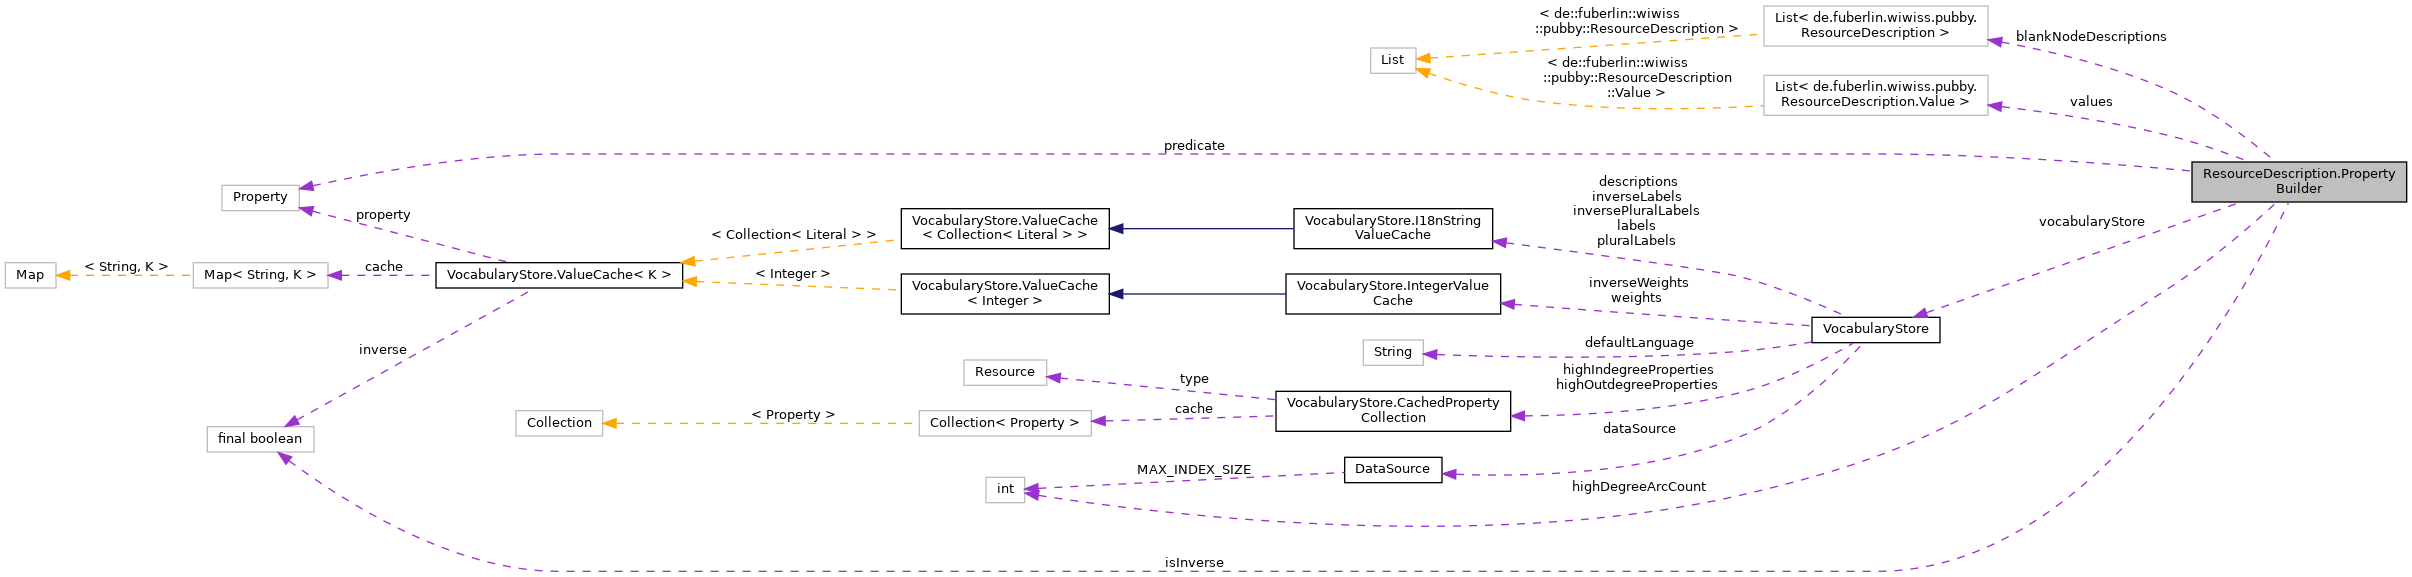 < de::fuberlin::wiwiss
::pubby::ResourceDescription >
List< de.fuberlin.wiwiss.pubby.
ResourceDescription >
blankNodeDescriptions
List
< de::fuberlin::wiwiss
::pubby::ResourceDescription
::Value >
List< de.fuberlin.wiwiss.pubby.
ResourceDescription.Value >
values
predicate
ResourceDescription.Property
Builder
Property
property
descriptions
inverseLabels
inversePluralLabels
labels
pluralLabels
vocabularyStore
VocabularyStore.ValueCache
< Collection< Literal > >
VocabularyStore.I18nString
ValueCache
< Collection< Literal > >
Map
< String, K >
Map< String, K >
cache
VocabularyStore.ValueCache< K >
< Integer >
VocabularyStore.ValueCache
< Integer >
VocabularyStore.IntegerValue
Cache
inverseWeights
weights
VocabularyStore
inverse
String
defaultLanguage
Resource
type
highIndegreeProperties
highOutdegreeProperties
VocabularyStore.CachedProperty
Collection
cache
Collection
< Property >
Collection< Property >
final boolean
dataSource
DataSource
MAX_INDEX_SIZE
int
highDegreeArcCount
isInverse